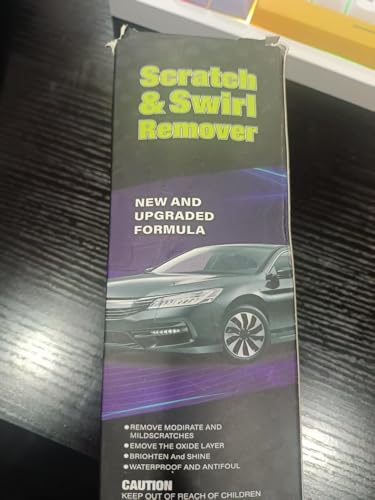 Scratch
& Swirl
Remover
NEW AND
UPGRADED
FORMULA
●REMOVE MODIRATE AND
MILDSCRATCHES
●EMOVE THE OXIDE LAYER
●BRIOHTEN and SHINE
●WATERPROOF AND ANTIFOUL
CAUTION
KEEP OUT OF REACH OF CHILDREN